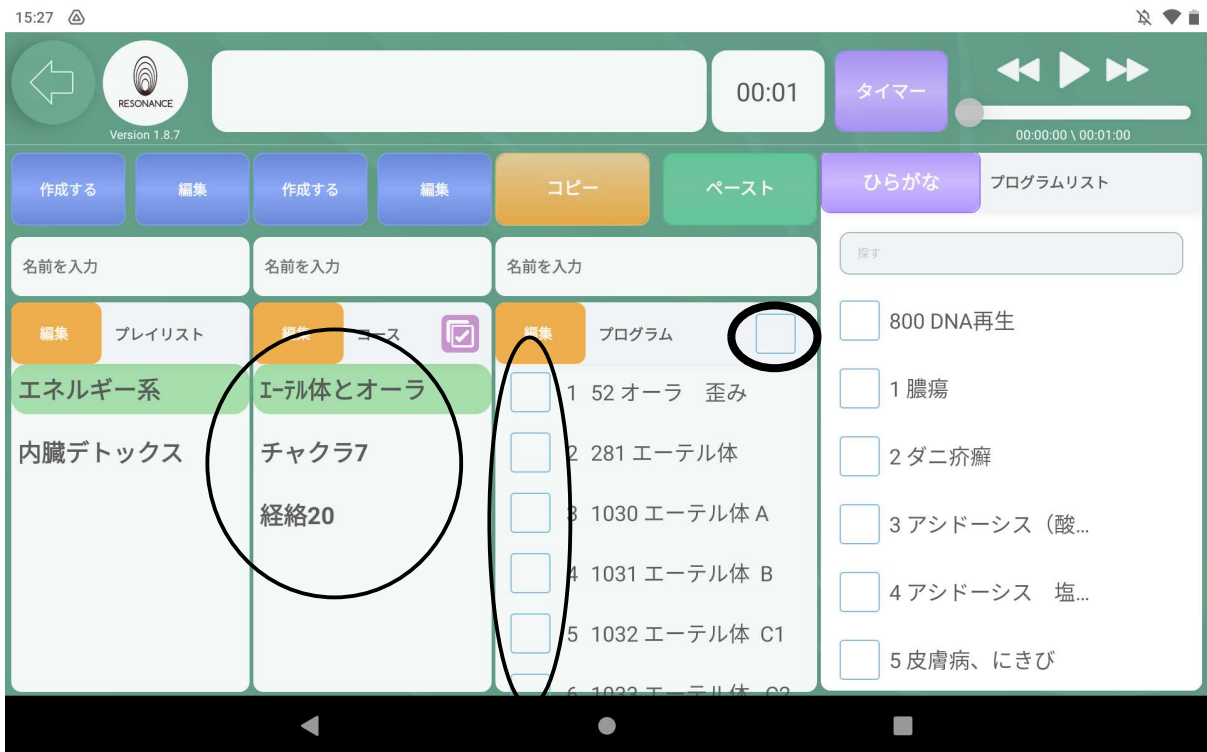 15:27
RESONANCE
Version 1.8.7
00:01
タイマー
00:00:00 \ 00:01:00
作成する
編集
作成する
編集
コピー
ペースト
ひらがな
プログラムリスト
名前を入力
名前を入力
名前を入力
探す
編集
プレイリスト
編集
コース
編集
プログラム
エネルギー系
内臓デトックス
ｴｰﾃﾙ体とオーラ
チャクラ7
経絡20
1 52 オーラ　歪み
2 281 エーテル体
3 1030 エーテル体 A
4 1031 エーテル体 B
5 1032 エーテル体 C1
6 1033 エーテル体 C2
800 DNA再生
1 膿瘍
2 ダニ疥癬
3 アシドーシス（酸...
4 アシドーシス　塩...
5 皮膚病、にきび